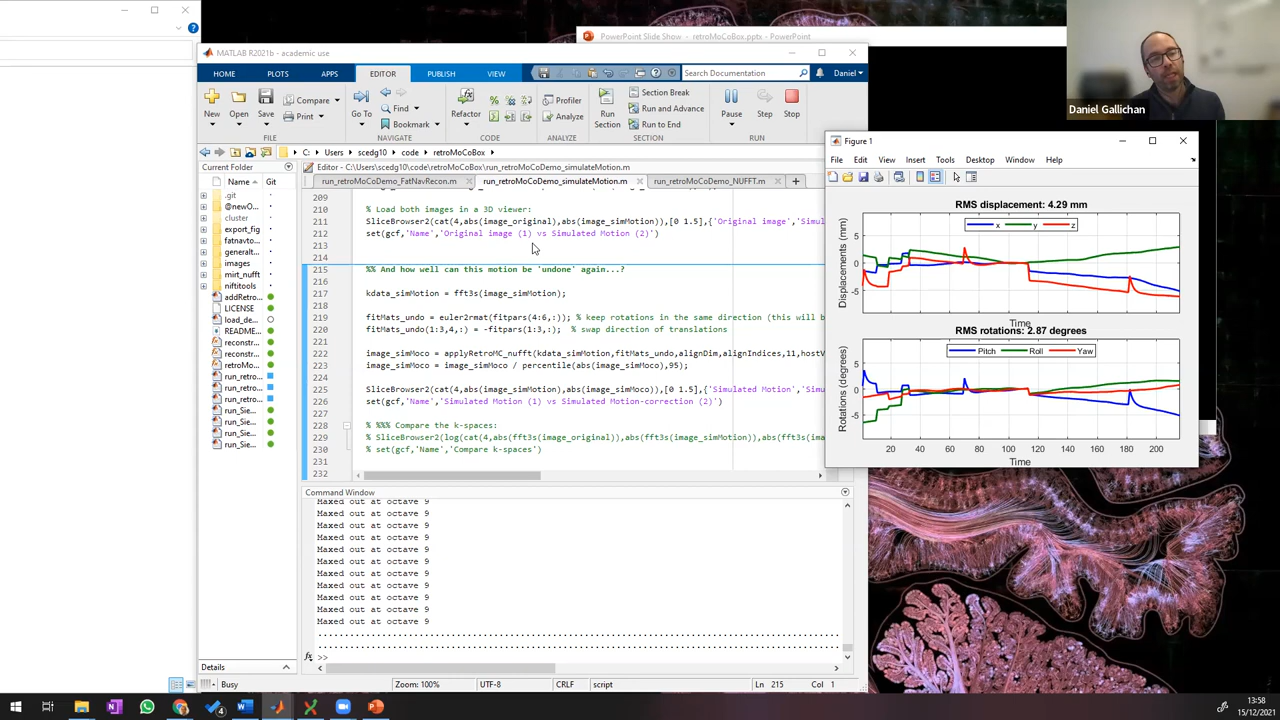 PowerPoint Slide Show - retroMoCoBox.pptx - PowerPoint
MATLAB R2021b - academic use
HOME PLOTS APPS EDITOR PUBLISH VIEW Search Documentation Daniel
New Open Save Compare Print Go To Find Bookmark Refactor Profiler Analyze Run Section Section Break Run and Advance Run to End Pause Step Stop
FILE NAVIGATE CODE ANALYZE SECTION RUN
C: Users scedg10 code retroMoCoBox
Current Folder
Name Git
.git
@newO...
cluster
export_fig
fatnavto...
generalt...
images
mirt_nufft
niftitools
addRetro...
LICENSE
load_de...
README...
reconstr...
reconstr...
retroMo...
run_retro...
run_retro...
run_Sie...
run_Sie...
run_Sie...
run_Sie...
Details
Busy
Editor - C:\Users\scedg10\code\retroMoCoBox\run_retroMoCoDemo_simulateMotion.m
run_retroMoCoDemo_FatNavRecon.m run_retroMoCoDemo_simulateMotion.m run_retroMoCoDemo_NUFFT.m
209
210 % Load both images in a 3D viewer:
211 SliceBrowser2(cat(4,abs(image_original),abs(image_simMotion)),[0 1.5],{'Original image','Simul
212 set(gcf,'Name','Original image (1) vs Simulated Motion (2)')
213
214
215 %% And how well can this motion be 'undone' again...?
216
217 kdata_simMotion = fft3s(image_simMotion);
218
219 fitMats_undo = euler2rmat(fitpars(4:6,:)); % keep rotations in the same direction (this will b
220 fitMats_undo(1:3,4,:) = -fitpars(1:3,:); % swap direction of translations
221
222 image_simMoco = applyRetroMC_nufft(kdata_simMotion,fitMats_undo,alignDim,alignIndices,11,hostV
223 image_simMoco = image_simMoco / percentile(abs(image_simMoco),95);
224
225 SliceBrowser2(cat(4,abs(image_simMotion),abs(image_simMoco)),[0 1.5],{'Simulated Motion','Simu
226 set(gcf,'Name','Simulated Motion (1) vs Simulated Motion-correction (2)')
227
228 % %%% Compare the k-spaces:
229 % SliceBrowser2(log(cat(4,abs(fft3s(image_original)),abs(fft3s(image_simMotion)),abs(fft3s(ima
230 % set(gcf,'Name','Compare k-spaces')
231
232
Command Window
Maxed out at octave 9
Maxed out at octave 9
Maxed out at octave 9
Maxed out at octave 9
Maxed out at octave 9
Maxed out at octave 9
Maxed out at octave 9
Maxed out at octave 9
Maxed out at octave 9
Maxed out at octave 9
Maxed out at octave 9
fx >>
Zoom: 100% UTF-8 CRLF script Ln 215 Col 1
Daniel Gallichan
Figure 1
File Edit View Insert Tools Desktop Window Help
RMS displacement: 4.29 mm
x y z
Displacements (mm)
5
0
-5
Time
RMS rotations: 2.87 degrees
Pitch Roll Yaw
Rotations (degrees)
5
0
-5
20 40 60 80 100 120 140 160 180 200
Time
13:58
15/12/2021